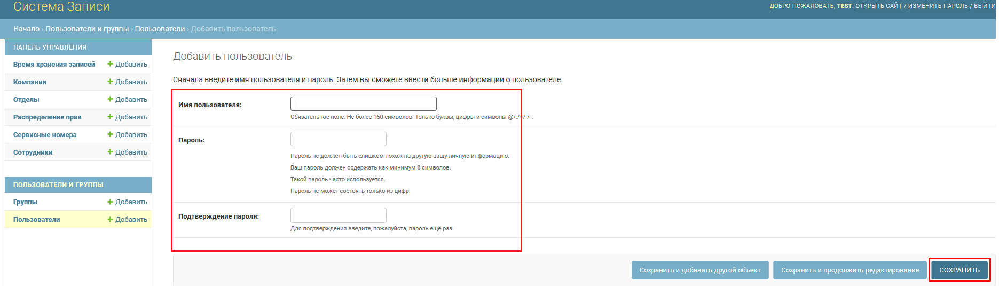 Система Записи
ДОБРО ПОЖАЛОВАТЬ, TEST. ОТКРЫТЬ САЙТ / ИЗМЕНИТЬ ПАРОЛЬ / ВЫЙТИ
Начало › Пользователи и группы › Пользователи › Добавить пользователь
ПАНЕЛЬ УПРАВЛЕНИЯ
Время хранения записей + Добавить
Компании + Добавить
Отделы + Добавить
Распределение прав + Добавить
Сервисные номера + Добавить
Сотрудники + Добавить
ПОЛЬЗОВАТЕЛИ И ГРУППЫ
Группы + Добавить
Пользователи + Добавить
Добавить пользователь
Сначала введите имя пользователя и пароль. Затем вы сможете ввести больше информации о пользователе.
Имя пользователя:
Обязательное поле. Не более 150 символов. Только буквы, цифры и символы @/./+/-/_.
Пароль:
Пароль не должен быть слишком похож на другую вашу личную информацию.
Ваш пароль должен содержать как минимум 8 символов.
Такой пароль часто используется.
Пароль не может состоять только из цифр.
Подтверждение пароля:
Для подтверждения введите, пожалуйста, пароль ещё раз.
Сохранить и добавить другой объект
Сохранить и продолжить редактирование
СОХРАНИТЬ